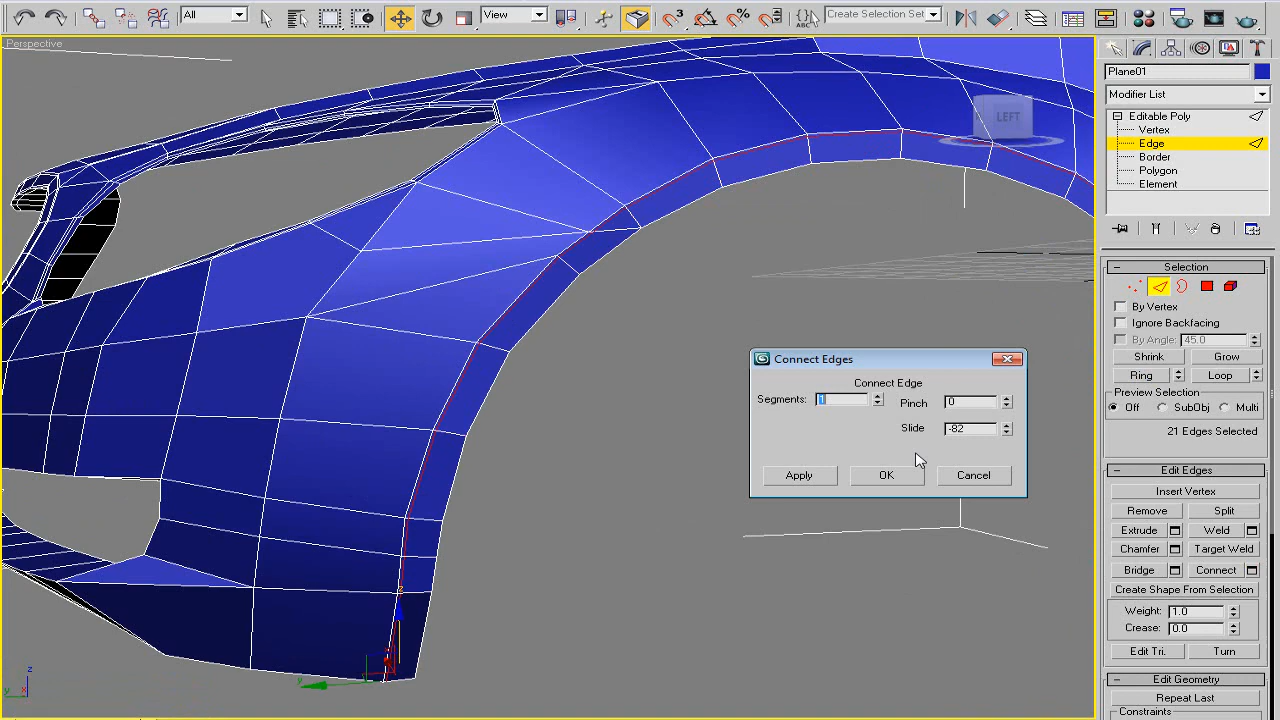 All
View
ABC
Create Selection Set
Perspective
LEFT
Plane01
Modifier List
Editable Poly
Vertex
Edge
Border
Polygon
Element
Selection
By Vertex
Ignore Backfacing
By Angle: 45.0
Shrink Grow
Ring Loop
Preview Selection
Off SubObj Multi
21 Edges Selected
Edit Edges
Insert Vertex
Remove Split
Extrude Weld
Chamfer Target Weld
Bridge Connect
Create Shape From Selection
Weight: 1.0
Crease: 0.0
Edit Tri. Turn
Edit Geometry
Repeat Last
Constraints
Connect Edges
Connect Edge
Segments: 1 Pinch 0
Slide -82
Apply OK Cancel
z
z
y x